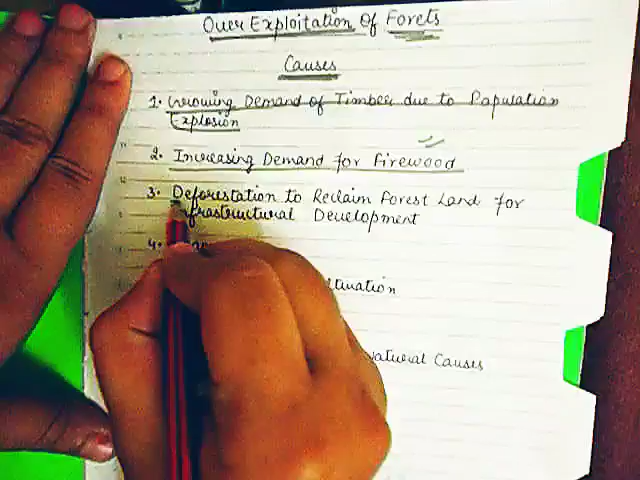 Over Exploitation Of Forets
Causes
1. Growing Demand of Timber due to Population
Explosion
2. Increasing Demand for Firewood
3. Deforestation to Reclaim Forest Land for
Infrastructural Development
4.
Natural Causes